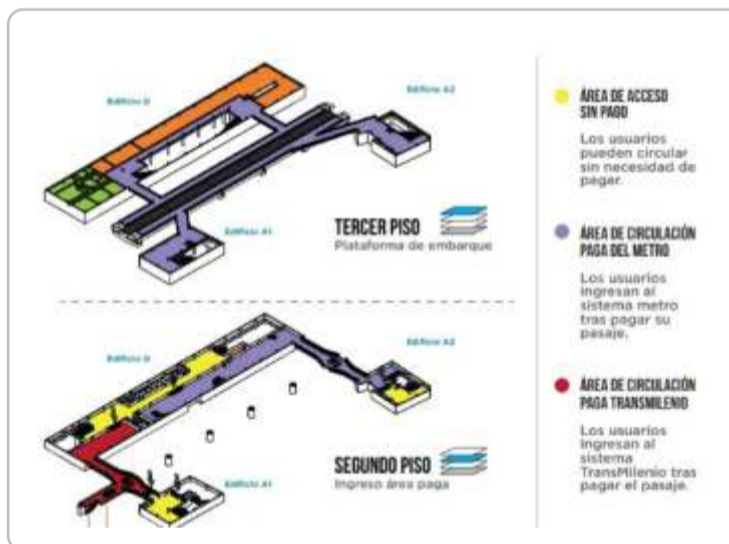 Edificio B
Edificio A2
Edificio A1
TERCER PISO
Plataforma de embarque
Edificio B
Edificio A2
Edificio A1
SEGUNDO PISO
Ingreso área paga
ÁREA DE ACCESO
SIN PAGO
Los usuarios
pueden circular
sin necesidad de
pagar.
ÁREA DE CIRCULACIÓN
PAGA DEL METRO
Los usuarios
ingresan al
sistema metro
tras pagar su
pasaje.
ÁREA DE CIRCULACIÓN
PAGA TRANSMILENIO
Los usuarios
ingresan al
sistema
TransMilenio tras
pagar el pasaje.